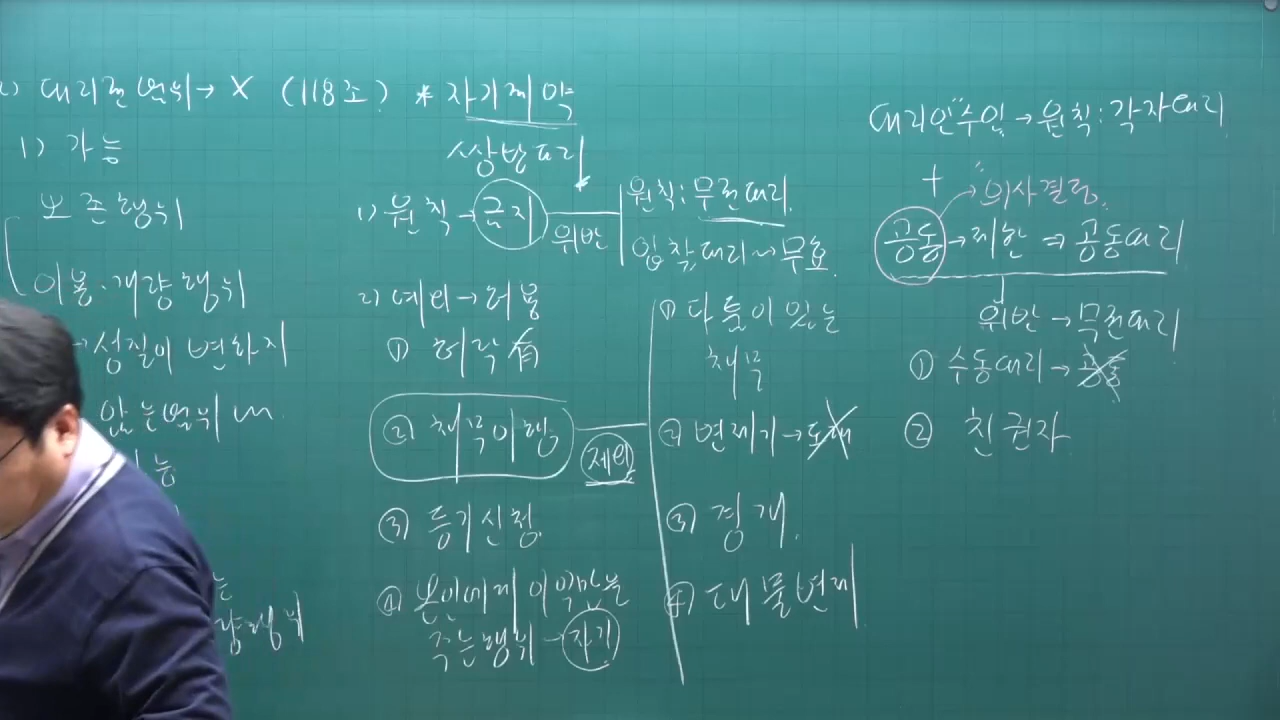 대리권 범위→X (118조)
1) 가능
보존행위
이용·개량행위
→성질이 변하지
않는범위 內
능
는
량행위
* 자기계약
쌍방대리
1) 원칙→금지
위반
원칙: 무권대리
입찰대리→무효
2) 예외→허용
① 허락 有
② 채무이행
제외
③ 등기신청
④ 본인에게 이익만을
주는행위→자기
① 다툼이 있는
채무
② 변제기→도래
③ 경개
④ 대물변제
대리인"수인→원칙: 각자대리
+ "의사결정"
공동→제한⇒공동대리
위반→무권대리
① 수동대리→공동
② 친권자